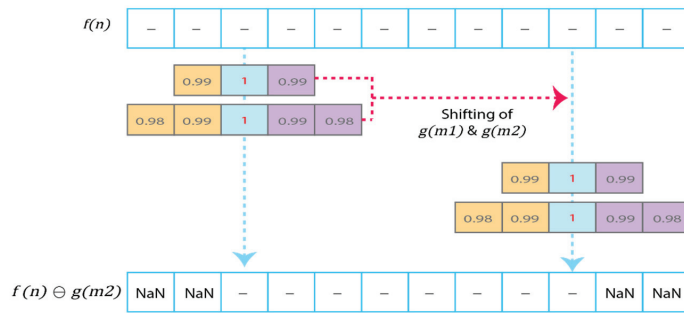 f(n) – – – – – – – – – – – –
0.99 1 0.99
0.98 0.99 1 0.99 0.98
Shifting of
g(m1) & g(m2)
0.99 1 0.99
0.98 0.99 1 0.99 0.98
f (n) ⊖ g(m2) NaN NaN – – – – – – – – NaN NaN